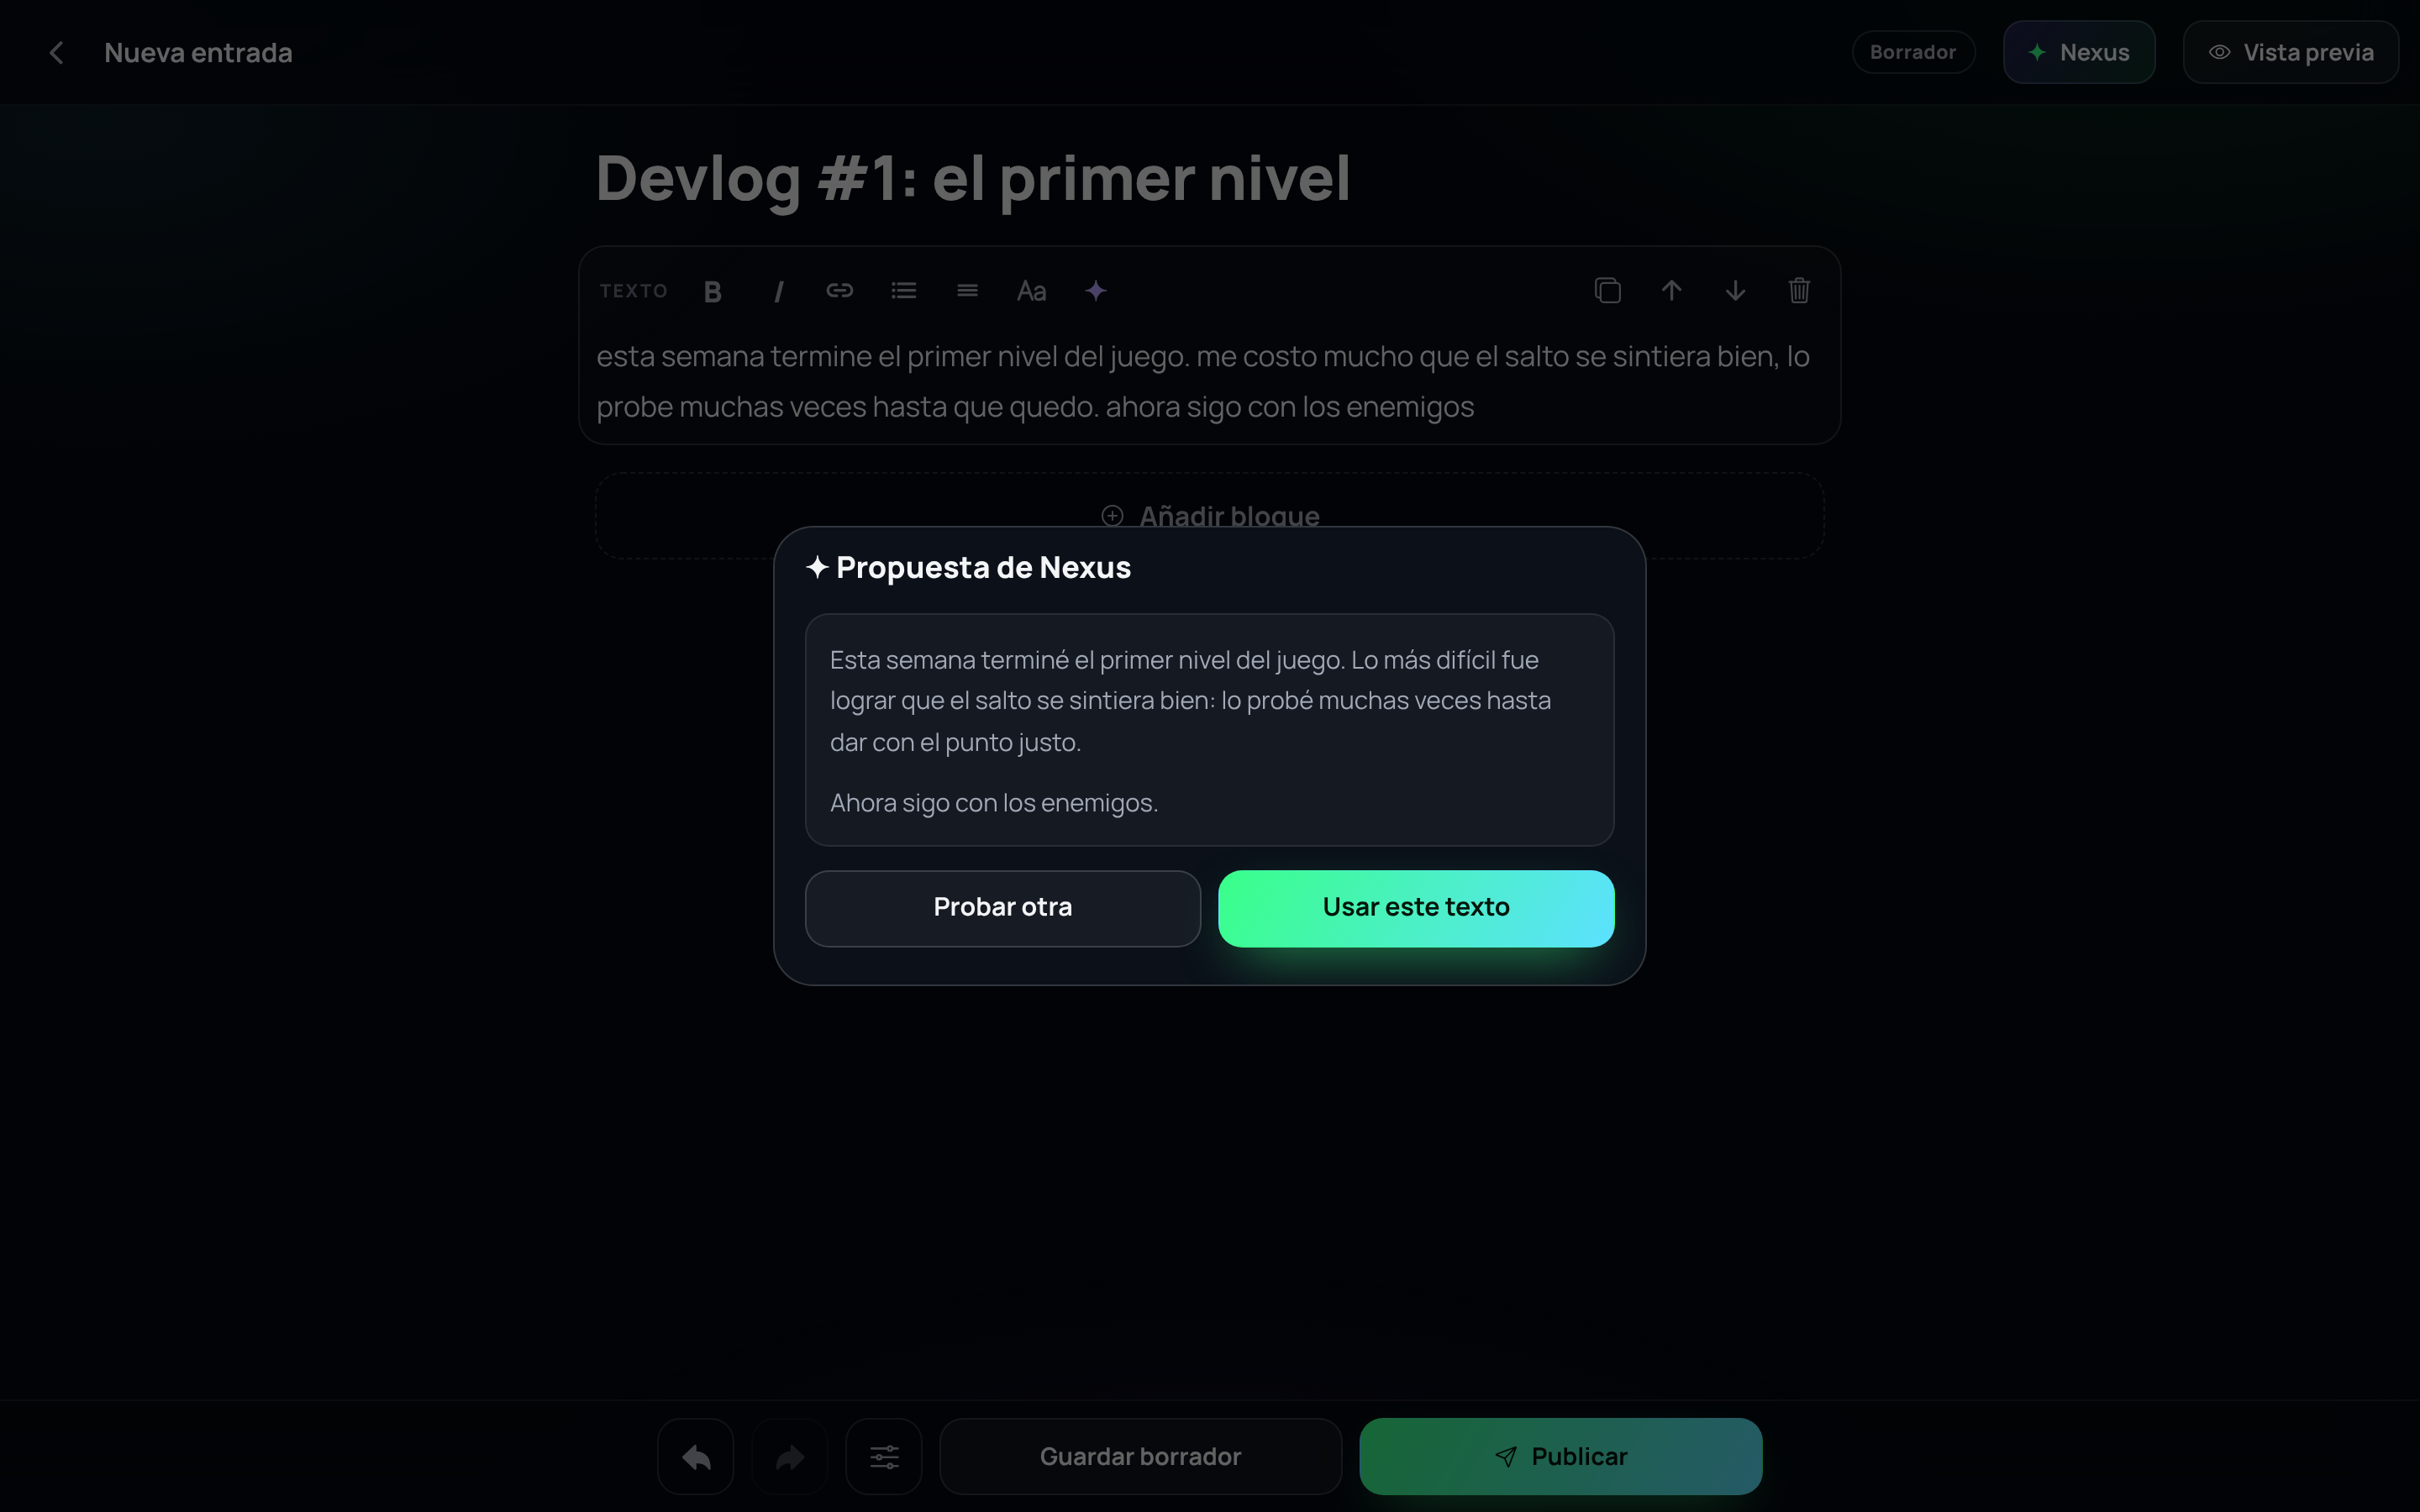 Nueva entrada
Borrador
Nexus
Vista previa
Devlog #1: el primer nivel
TEXTO B I Aa
esta semana termine el primer nivel del juego. me costo mucho que el salto se sintiera bien, lo
probe muchas veces hasta que quedo. ahora sigo con los enemigos
Añadir bloque
Propuesta de Nexus
Esta semana terminé el primer nivel del juego. Lo más difícil fue
lograr que el salto se sintiera bien: lo probé muchas veces hasta
dar con el punto justo.
Ahora sigo con los enemigos.
Probar otra
Usar este texto
Guardar borrador
Publicar